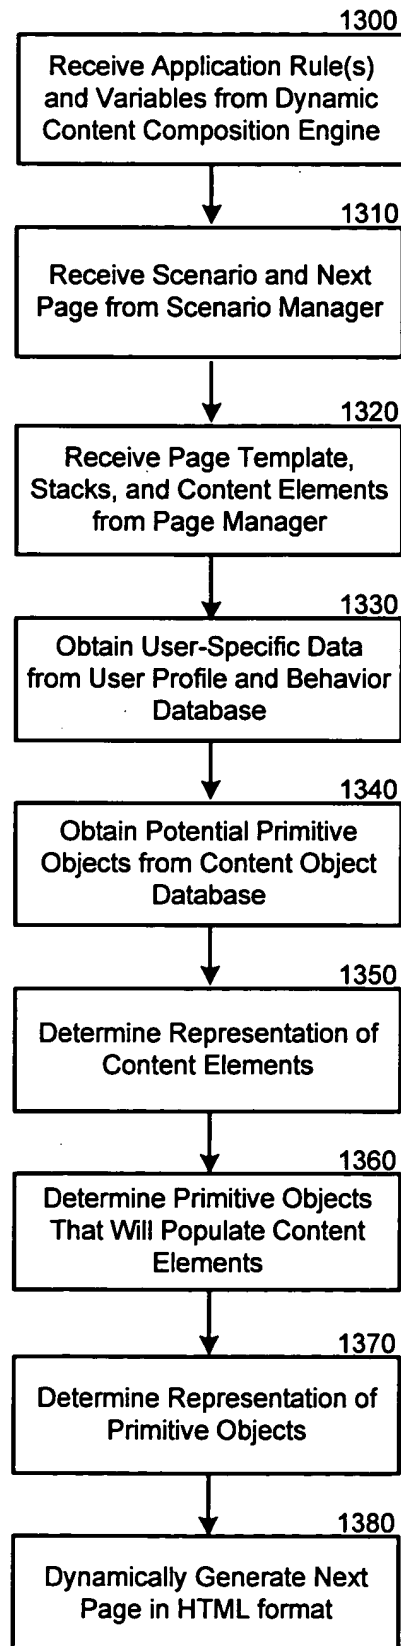 1300
Receive Application Rule(s)
and Variables from Dynamic
Content Composition Engine
1310
Receive Scenario and Next
Page from Scenario Manager
1320
Receive Page Template,
Stacks, and Content Elements
from Page Manager
1330
Obtain User-Specific Data
from User Profile and Behavior
Database
1340
Obtain Potential Primitive
Objects from Content Object
Database
1350
Determine Representation of
Content Elements
1360
Determine Primitive Objects
That Will Populate Content
Elements
1370
Determine Representation of
Primitive Objects
1380
Dynamically Generate Next
Page in HTML format